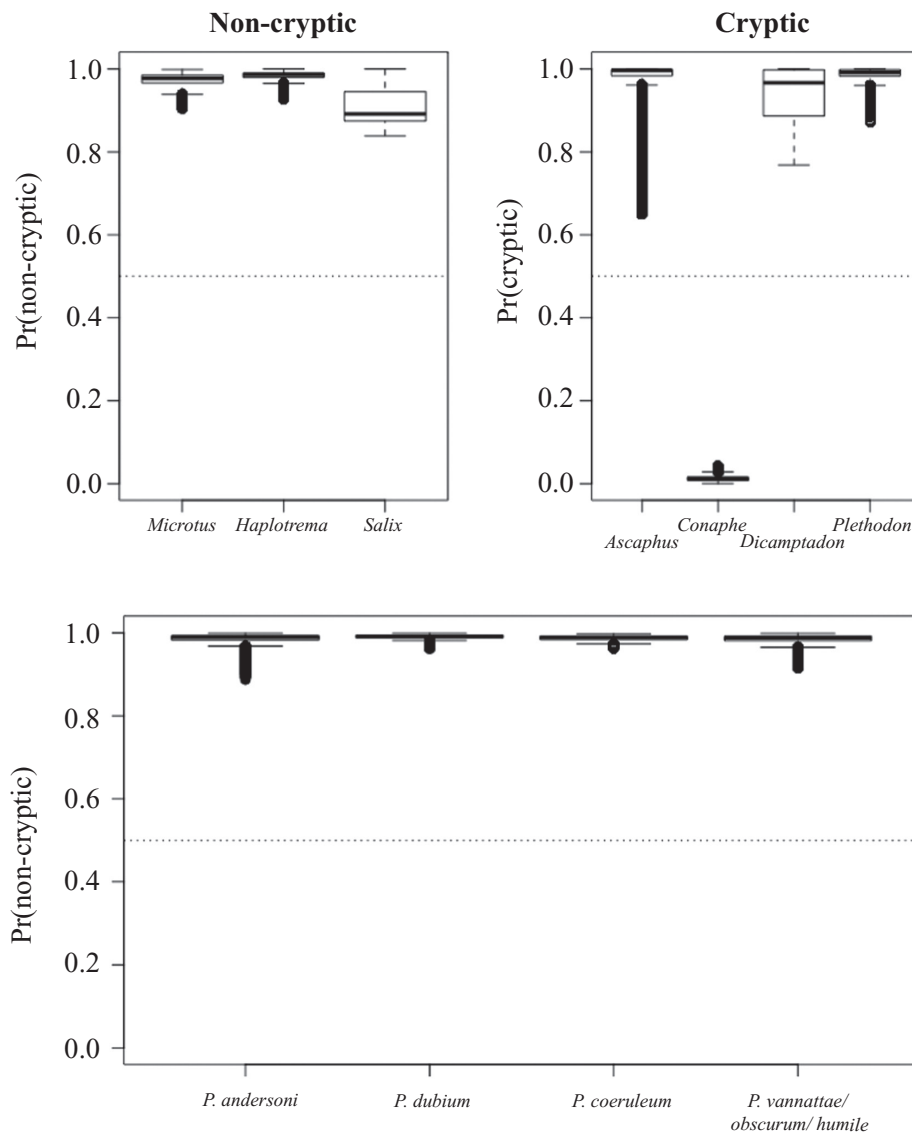 Non-cryptic
Cryptic
Pr(non-cryptic)
1.0
0.8
0.6
0.4
0.2
0.0
Microtus
Haplotrema
Salix
Pr(cryptic)
1.0
0.8
0.6
0.4
0.2
0.0
Ascaphus
Conaphe
Dicamptadon
Plethodon
Pr(non-cryptic)
1.0
0.8
0.6
0.4
0.2
0.0
P. andersoni
P. dubium
P. coeruleum
P. vannattae/
obscurum/ humile